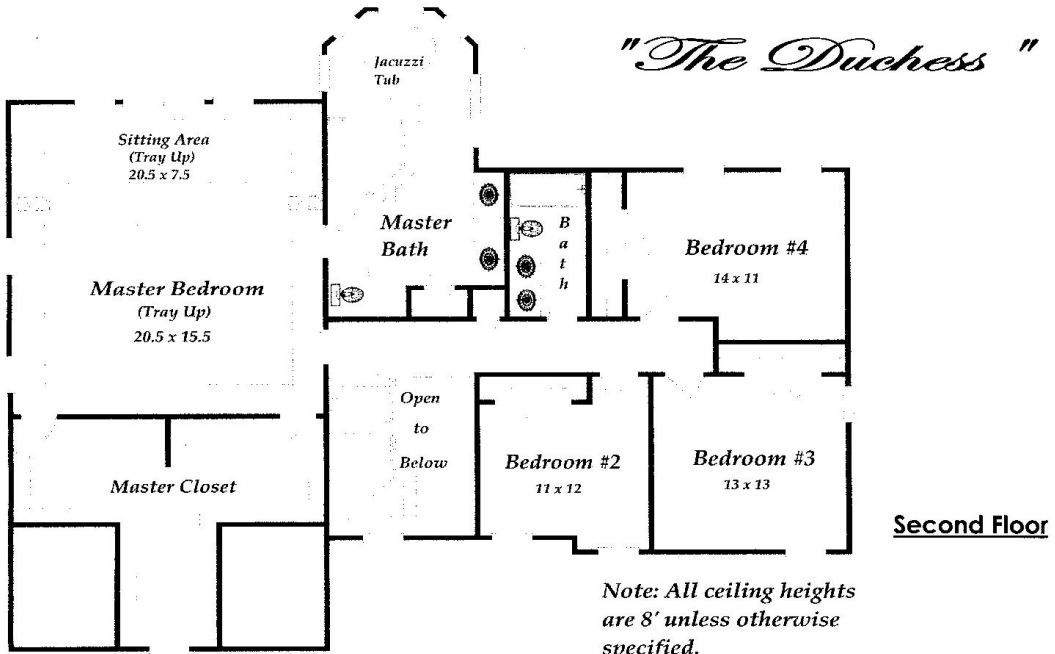 "The Duchess "
Jacuzzi
Tub
Sitting Area
(Tray Up)
20.5 x 7.5
Master
Bath
B
a
t
h
Bedroom #4
14 x 11
Master Bedroom
(Tray Up)
20.5 x 15.5
Open
to
Below
Bedroom #2
11 x 12
Bedroom #3
13 x 13
Master Closet
Second Floor
Note: All ceiling heights
are 8' unless otherwise
specified.